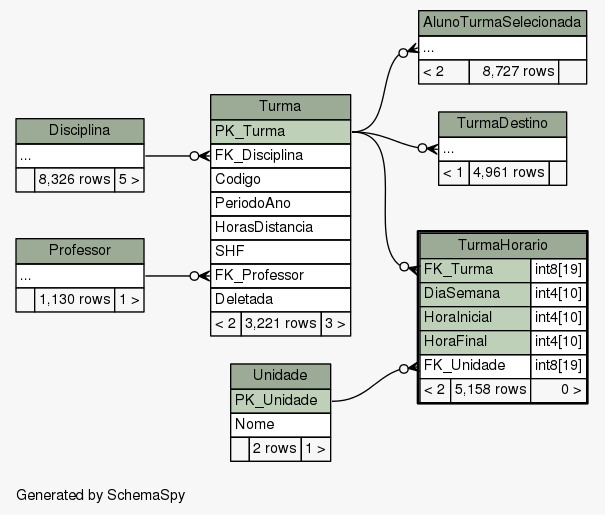 AlunoTurmaSelecionada
...
< 2 8,727 rows
Turma
PK_Turma
FK_Disciplina
Codigo
PeriodoAno
HorasDistancia
SHF
FK_Professor
Deletada
< 2 3,221 rows 3 >
Disciplina
...
8,326 rows 5 >
TurmaDestino
...
< 1 4,961 rows
Professor
...
1,130 rows 1 >
TurmaHorario
FK_Turma int8[19]
DiaSemana int4[10]
HoraInicial int4[10]
HoraFinal int4[10]
FK_Unidade int8[19]
< 2 5,158 rows 0 >
Unidade
PK_Unidade
Nome
2 rows 1 >
Generated by SchemaSpy